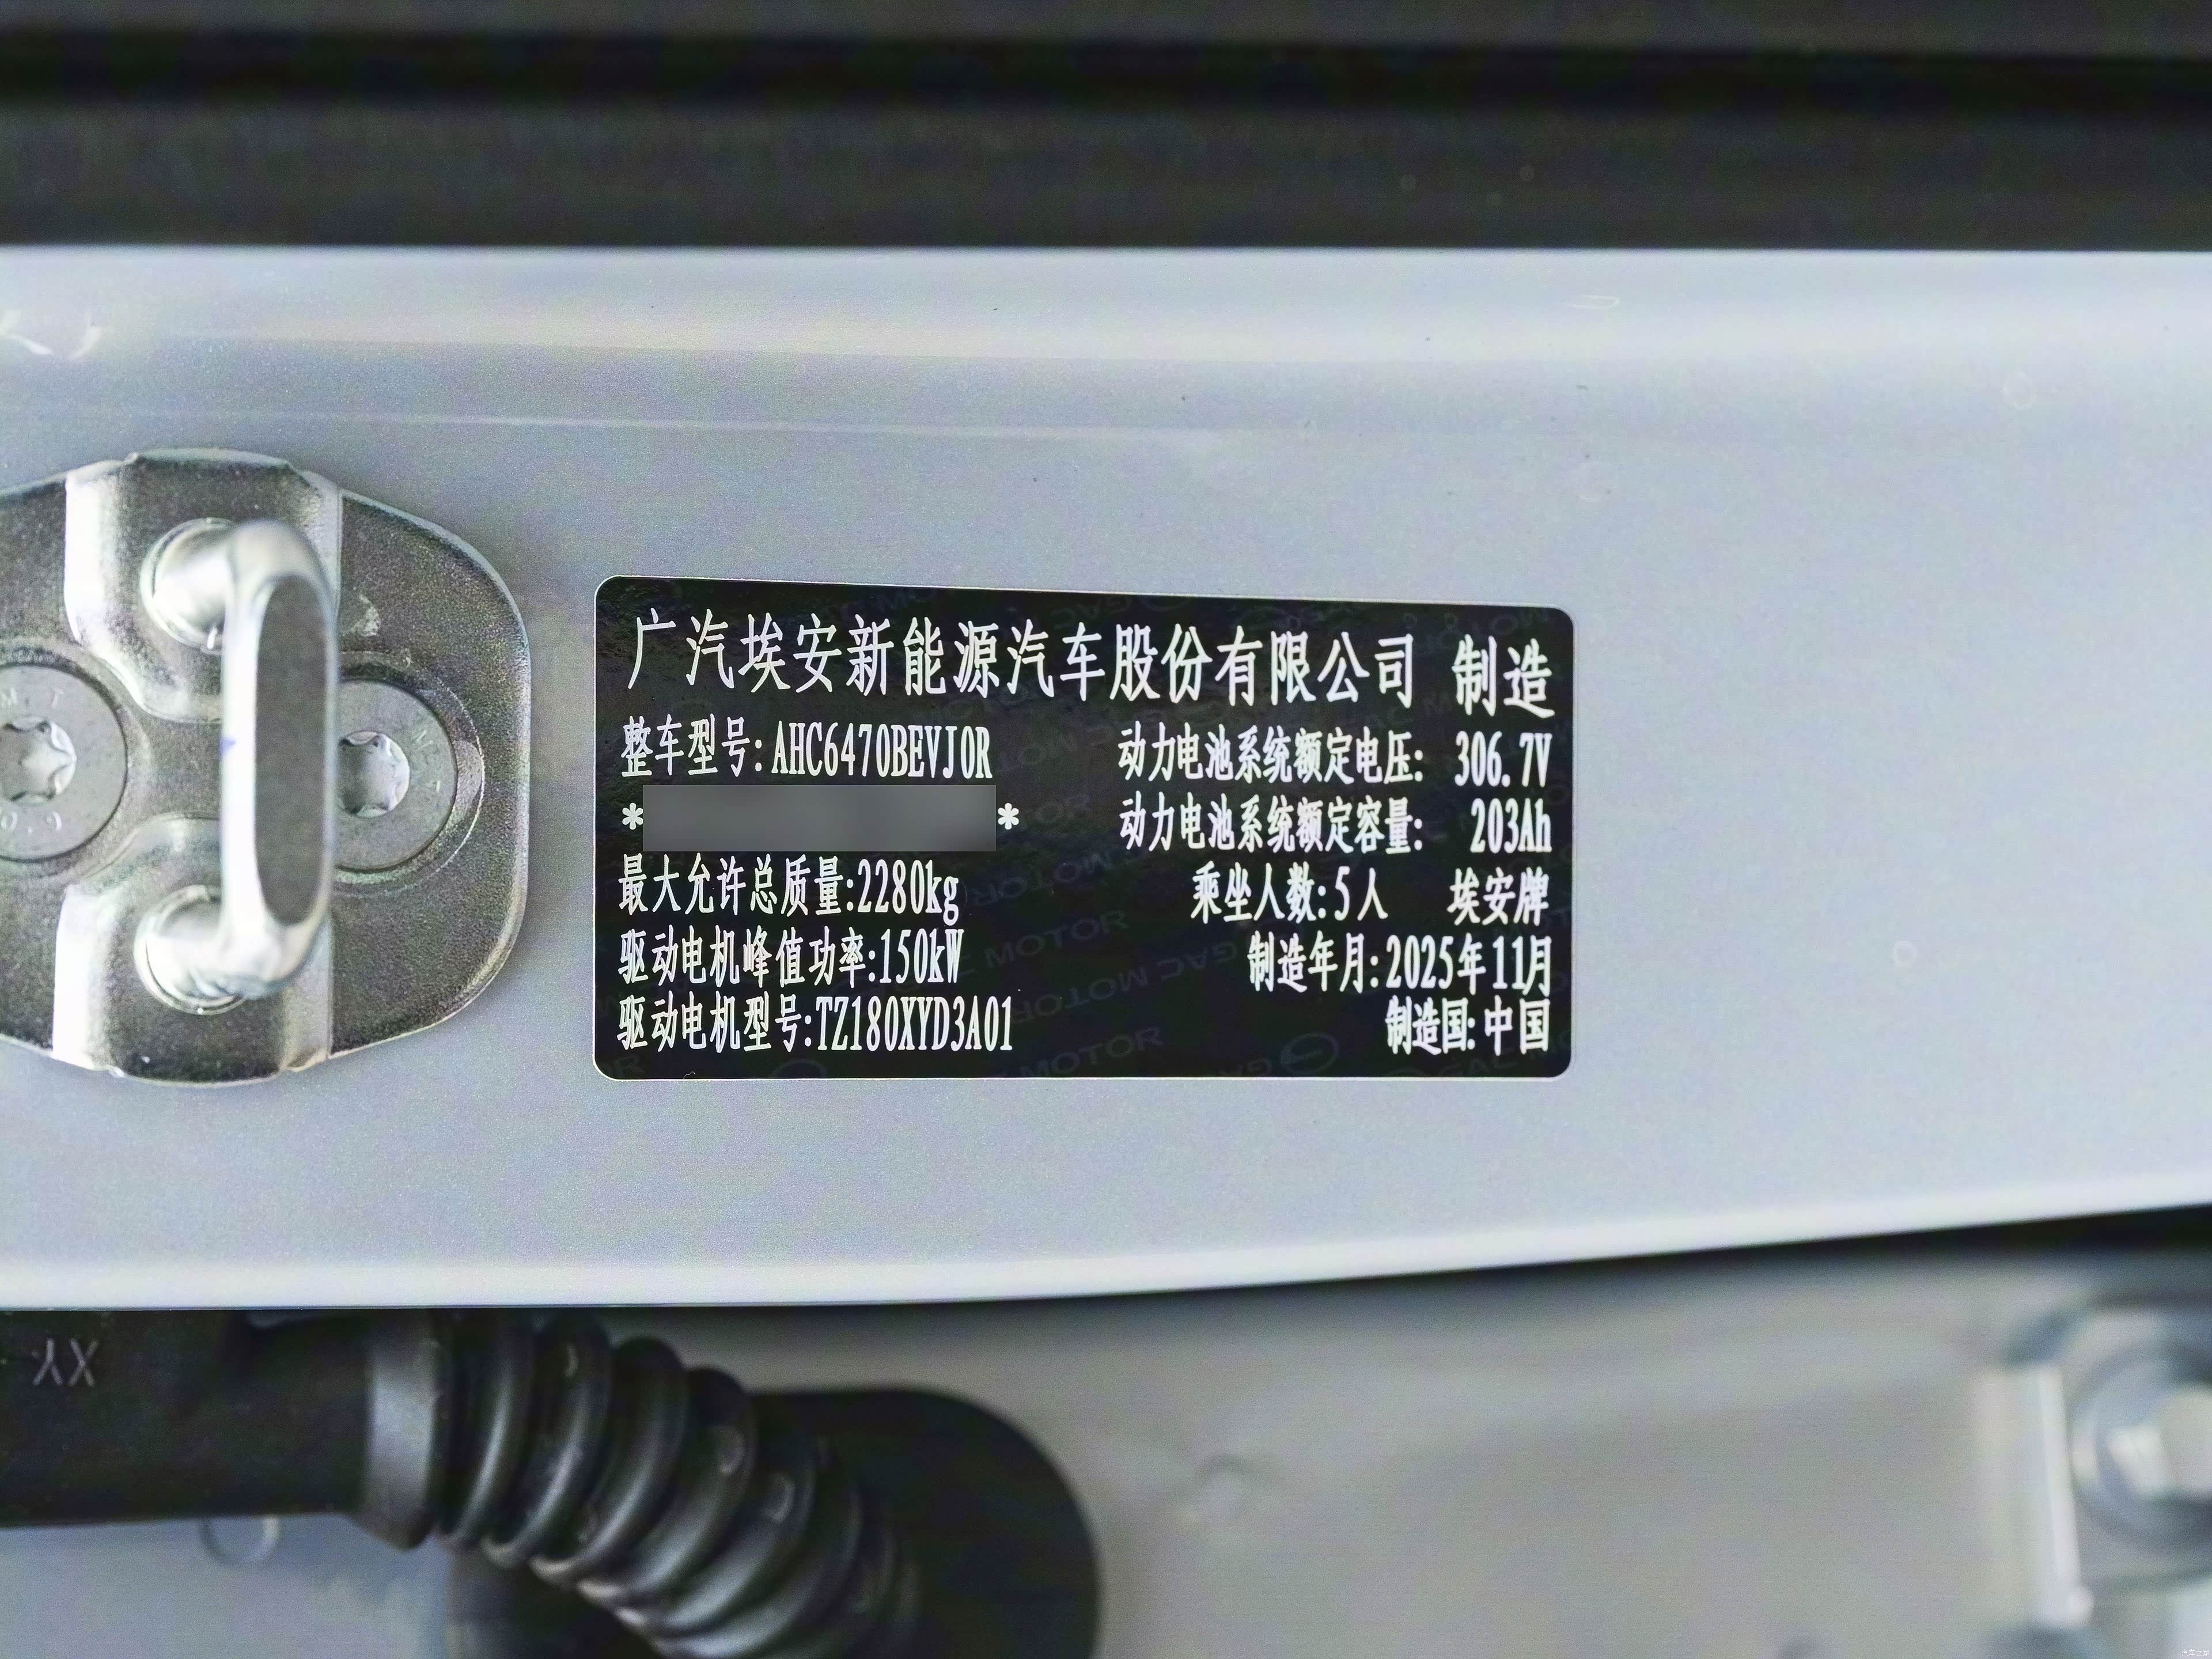 广汽埃安新能源汽车股份有限公司 制造
整车型号:AHC6470BEVJ0R 动力电池系统额定电压: 306.7V
* * 动力电池系统额定容量: 203Ah
最大允许总质量:2280kg 乘坐人数:5人 埃安牌
驱动电机峰值功率:150kW 制造年月:2025年11月
驱动电机型号:TZ180XYD3A01 制造国:中国
XY
汽车之家